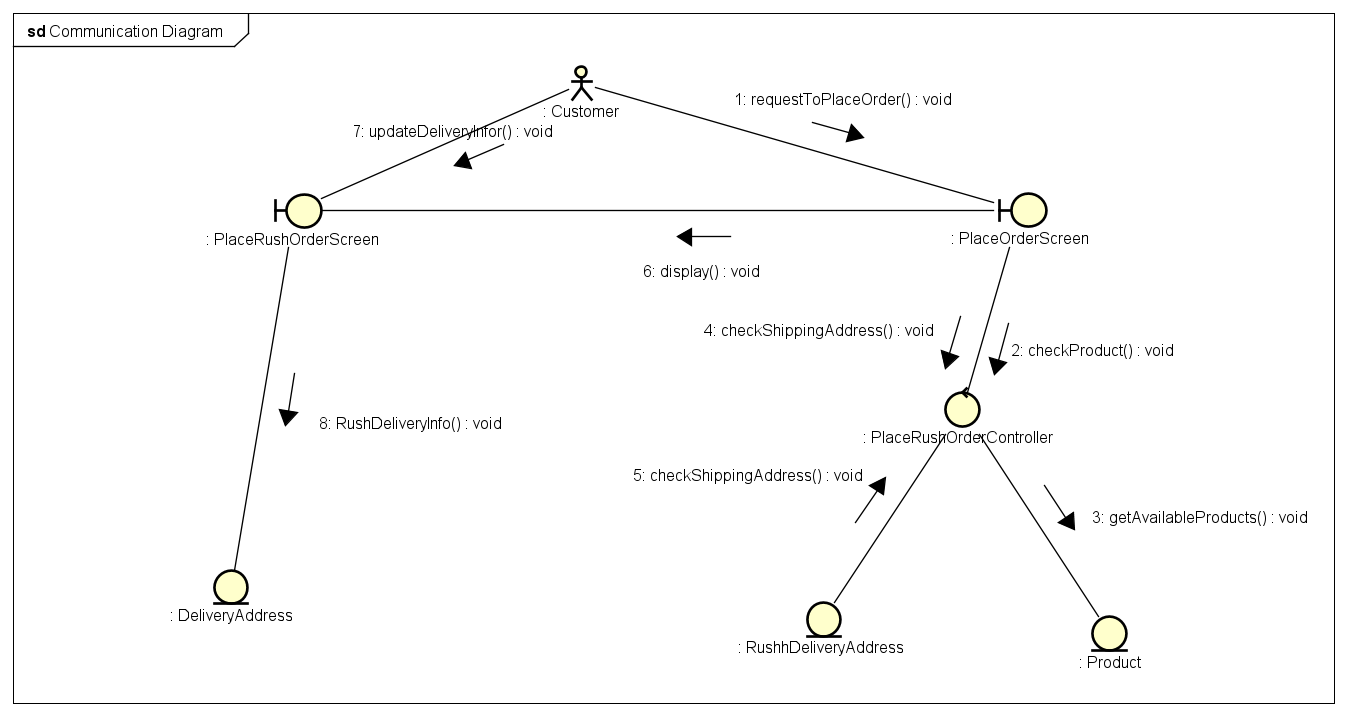 sd Communication Diagram
: Customer
1: requestToPlaceOrder() : void
7: updateDeliveryInfor() : void
: PlaceRushOrderScreen
: PlaceOrderScreen
6: display() : void
4: checkShippingAddress() : void
2: checkProduct() : void
: PlaceRushOrderController
8: RushDeliveryInfo() : void
5: checkShippingAddress() : void
3: getAvailableProducts() : void
: DeliveryAddress
: RushhDeliveryAddress
: Product